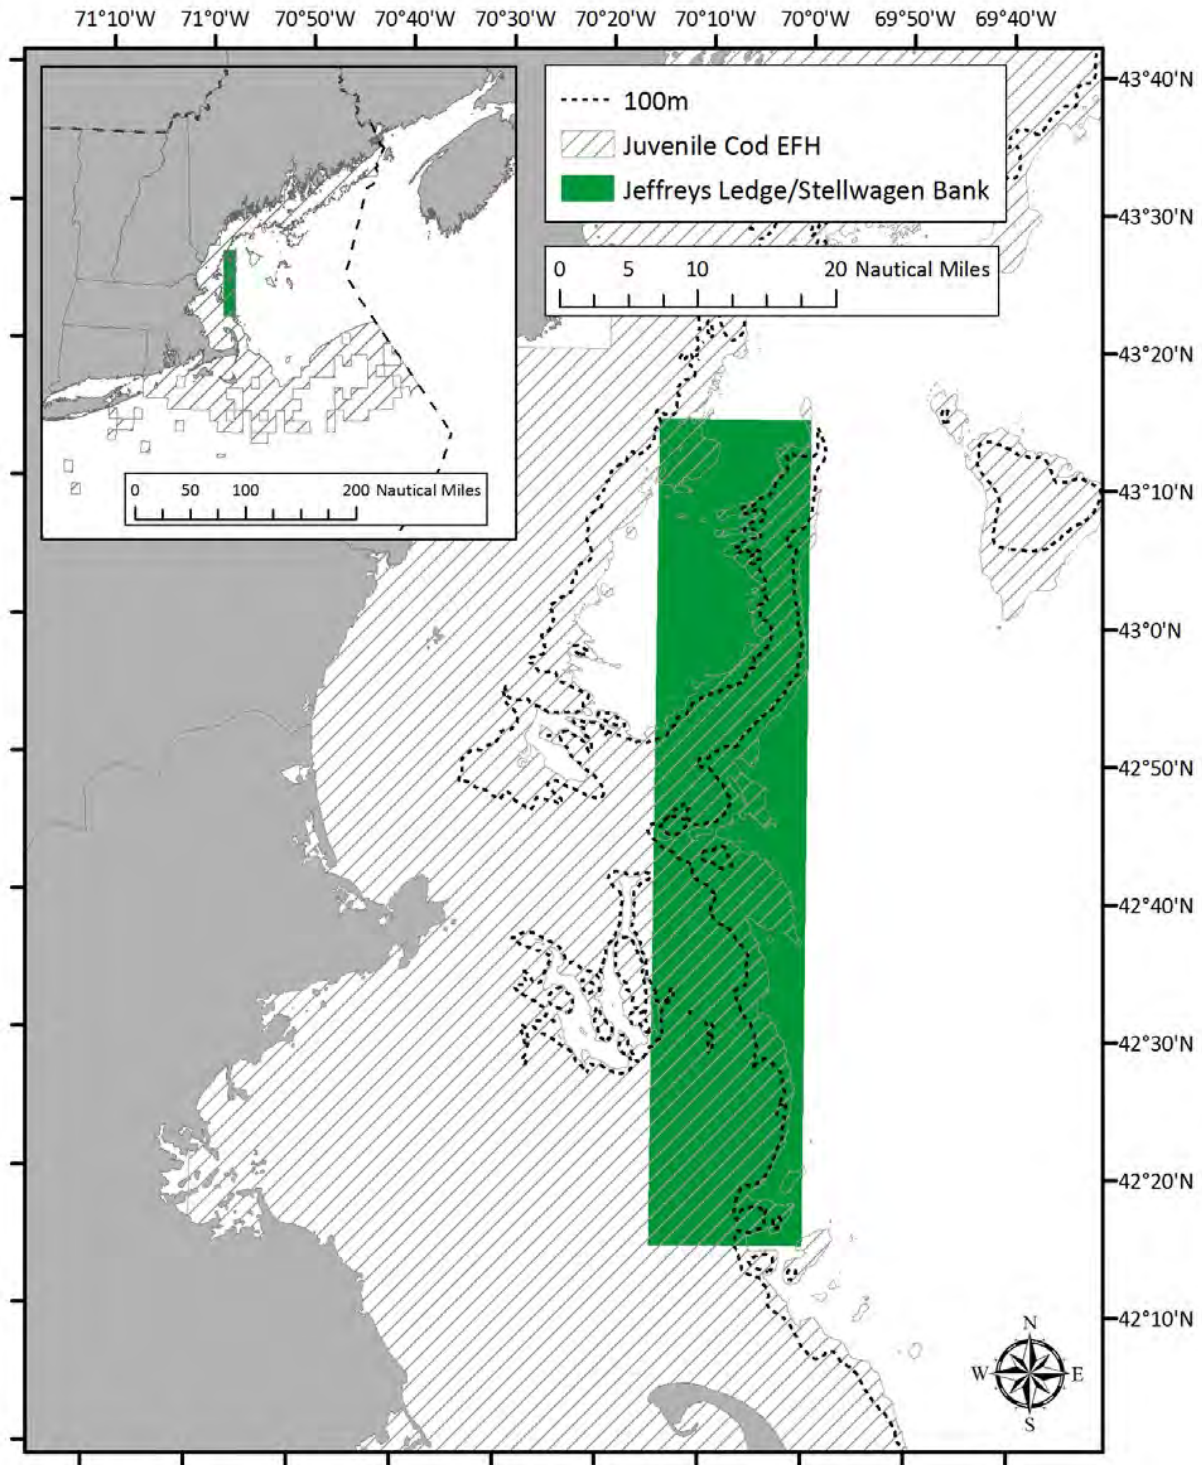 71°10'W 71°0'W 70°50'W 70°40'W 70°30'W 70°20'W 70°10'W 70°0'W 69°50'W 69°40'W
100m
Juvenile Cod EFH
Jeffreys Ledge/Stellwagen Bank
0 5 10 20 Nautical Miles
0 50 100 200 Nautical Miles
43°40'N
43°30'N
43°20'N
43°10'N
43°0'N
42°50'N
42°40'N
42°30'N
42°20'N
42°10'N
N
W E
S